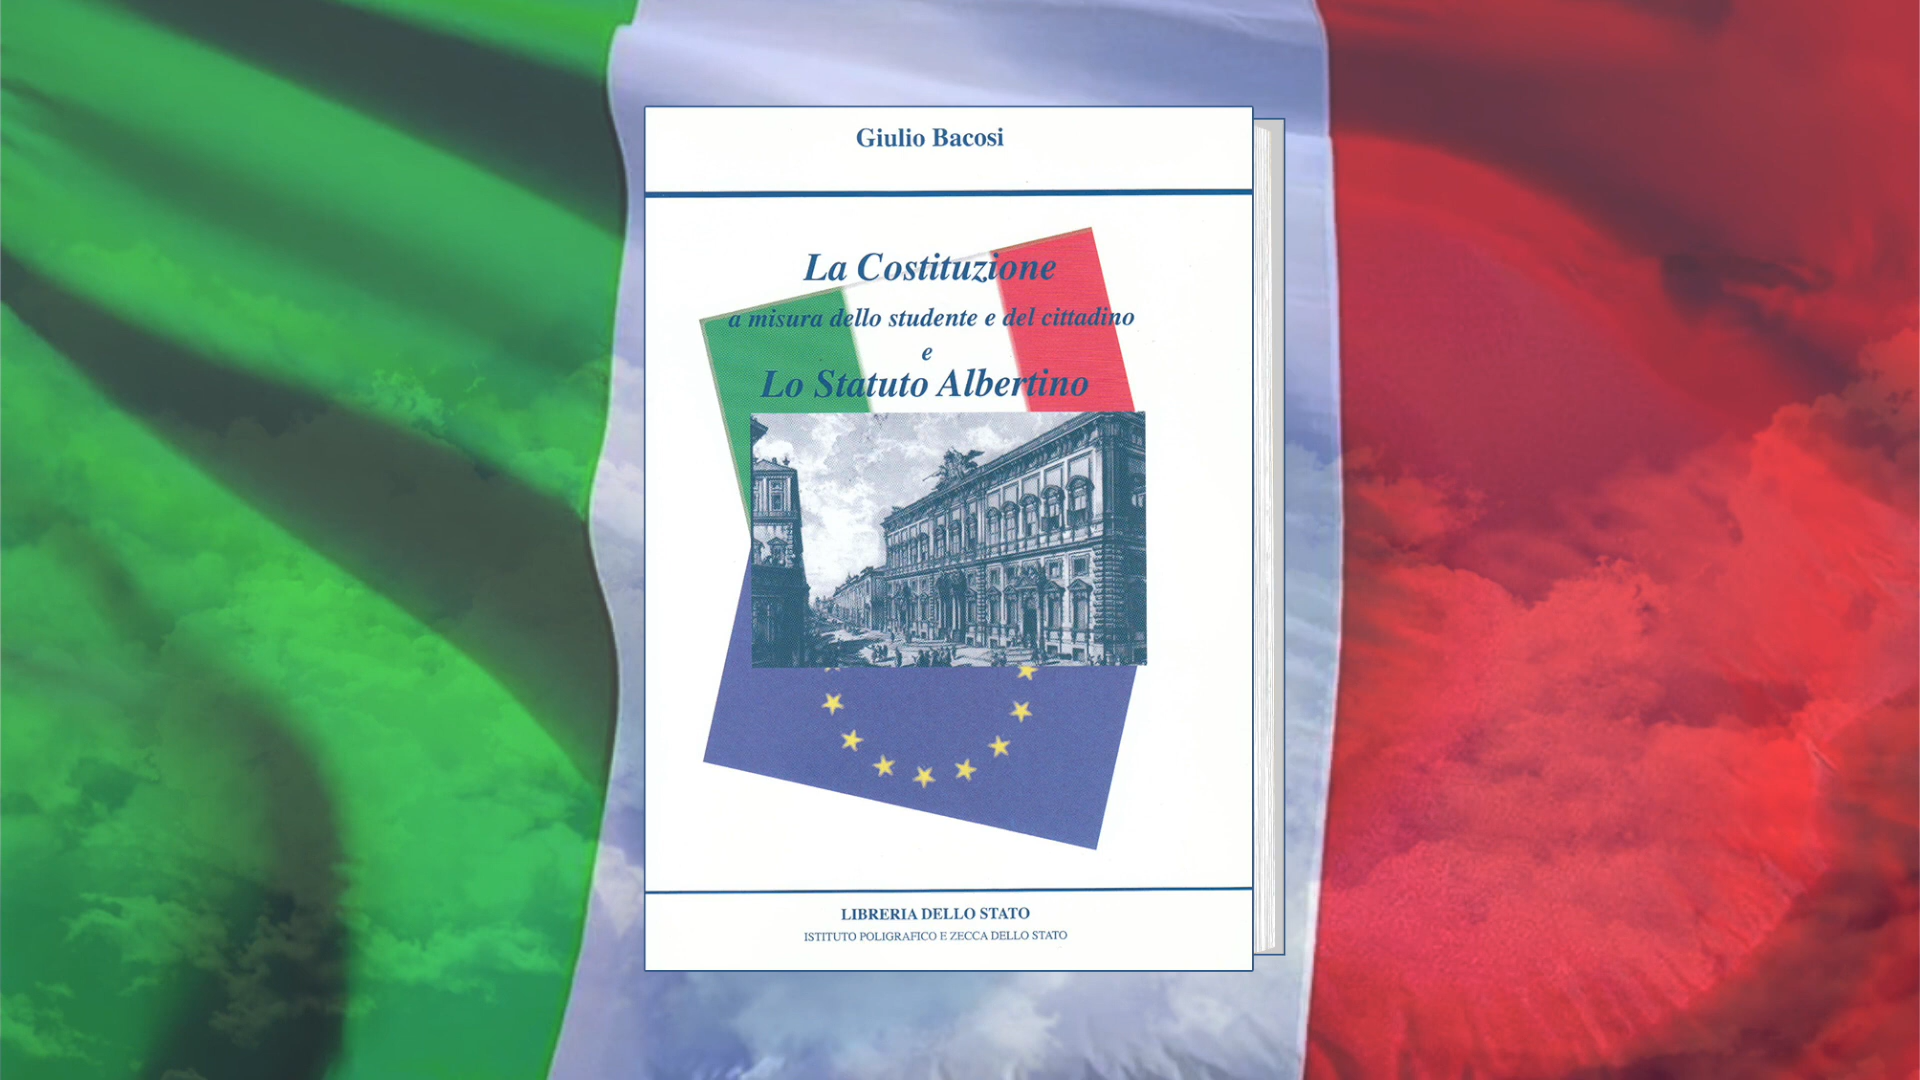 Giulio Bacosi
La Costituzione
a misura dello studente e del cittadino
e
Lo Statuto Albertino
LIBRERIA DELLO STATO
ISTITUTO POLIGRAFICO E ZECCA DELLO STATO